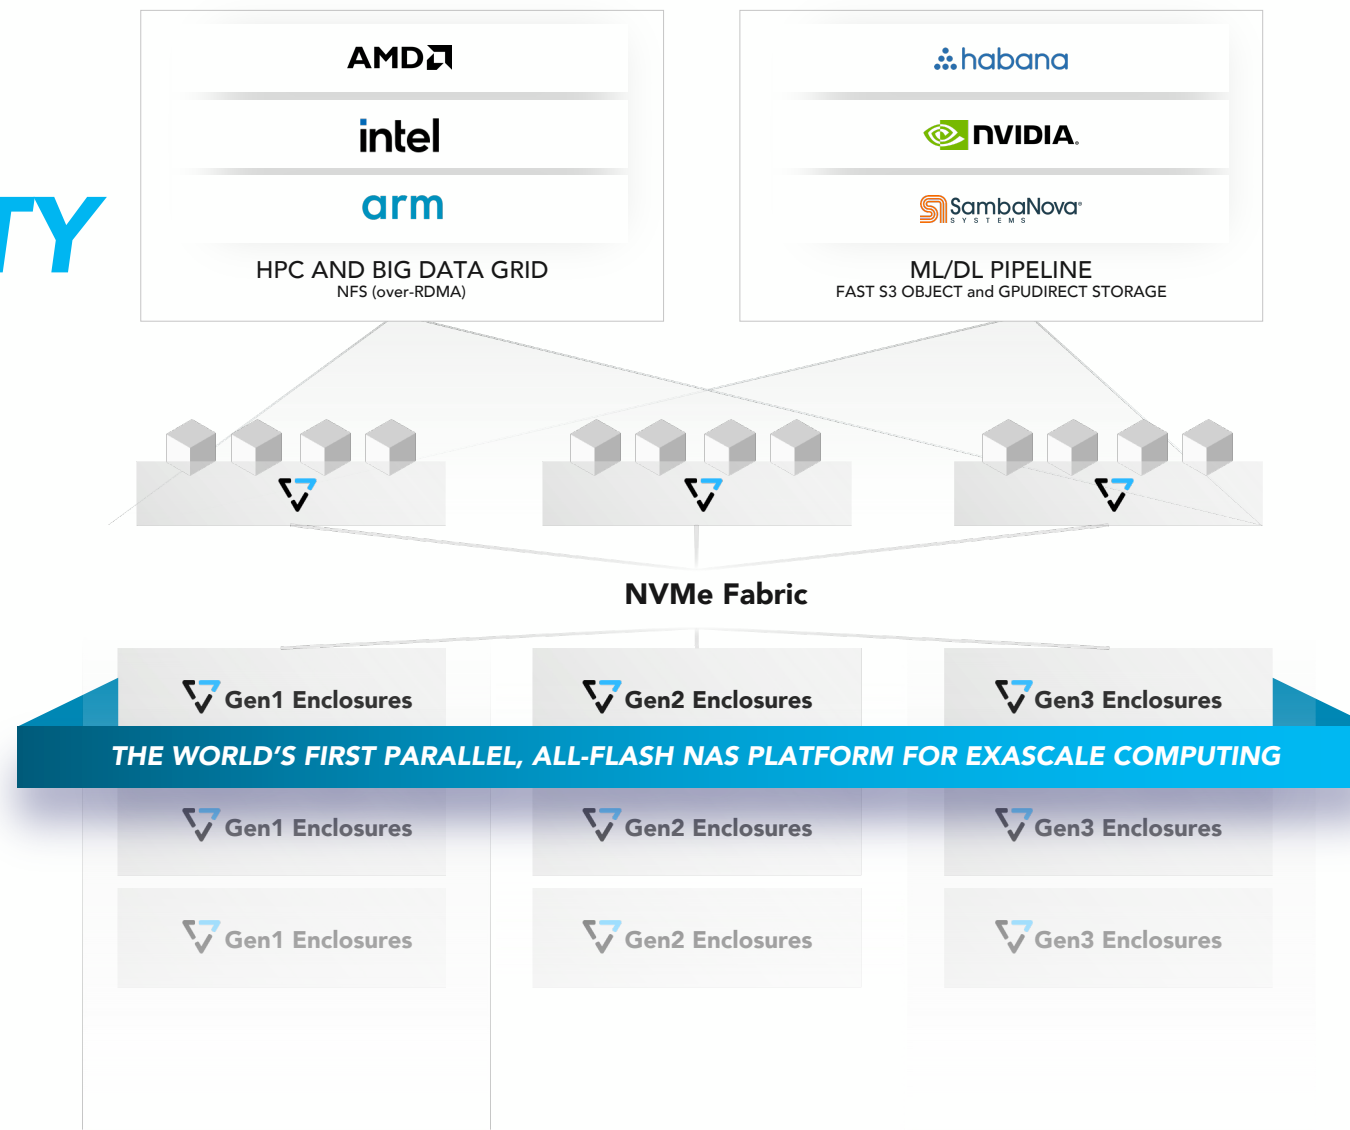 AMD
habana
intel
NVIDIA.
arm
SambaNova®
SYSTEMS
TY
HPC AND BIG DATA GRID
NFS (over-RDMA)
ML/DL PIPELINE
FAST S3 OBJECT and GPUDIRECT STORAGE
NVMe Fabric
Gen1 Enclosures
Gen2 Enclosures
Gen3 Enclosures
THE WORLD'S FIRST PARALLEL, ALL-FLASH NAS PLATFORM FOR EXASCALE COMPUTING
Gen1 Enclosures
Gen2 Enclosures
Gen3 Enclosures
Gen1 Enclosures
Gen2 Enclosures
Gen3 Enclosures